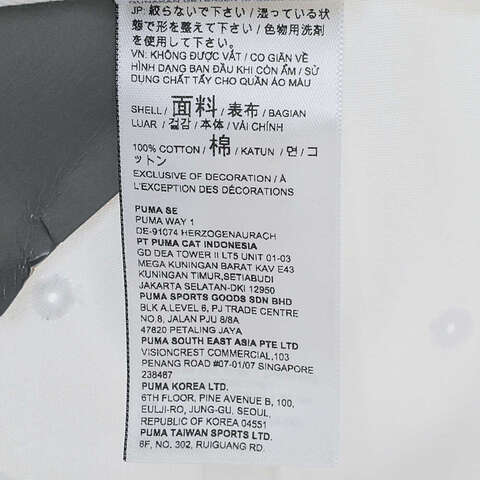 JP: 絞らないで下さい / 湿っている状
態で形を整えて下さい / 色物用洗剤
を使用して下さい。
VN: KHÔNG ĐƯỢC VẮT / CO GIÃN VỀ
HÌNH DẠNG BAN ĐẦU KHI CÒN ẨM / SỬ
DỤNG CHẤT TẨY CHO QUẦN ÁO MÀU
SHELL / 面料 / 表布 / BAGIAN
LUAR / 겉감 / 本体 / VẢI CHÍNH
100% COTTON / 棉 / KATUN / 면 / コ
ットン
EXCLUSIVE OF DECORATION / À
L'EXCEPTION DES DÉCORATIONS
PUMA SE
PUMA WAY 1
DE-91074 HERZOGENAURACH
PT PUMA CAT INDONESIA
GD DEA TOWER II LT5 UNIT 01-03
MEGA KUNINGAN BARAT KAV E43
KUNINGAN TIMUR, SETIABUDI
JAKARTA SELATAN-DKI 12950
PUMA SPORTS GOODS SDN BHD
BLK A, LEVEL 6, PJ TRADE CENTRE
NO.8, JALAN PJU 8/8A
47820 PETALING JAYA
PUMA SOUTH EAST ASIA PTE LTD
VISIONCREST COMMERCIAL, 103
PENANG ROAD #07-01/07 SINGAPORE
238467
PUMA KOREA LTD.
6TH FLOOR, PINE AVENUE B, 100,
EULJI-RO, JUNG-GU, SEOUL,
REPUBLIC OF KOREA 04551
PUMA TAIWAN SPORTS LTD.
8F, NO. 302, RUIGUANG RD.